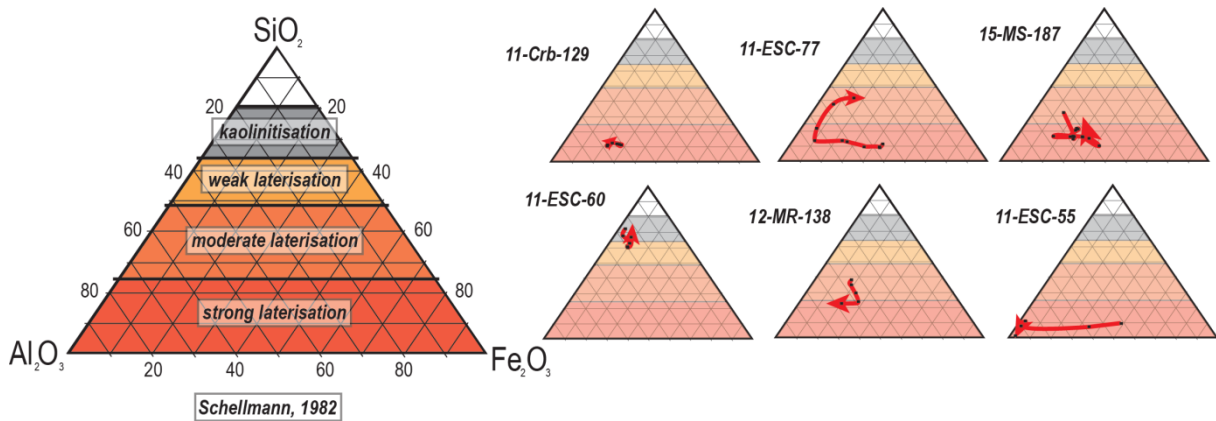 SiO₂
20 20
kaolinitisation
40 40
weak laterisation
60 60
moderate laterisation
80 80
strong laterisation
Al₂O₃ Fe₂O₃
20 40 60 80
Schellmann, 1982
11-Crb-129
11-ESC-77
15-MS-187
11-ESC-60
12-MR-138
11-ESC-55